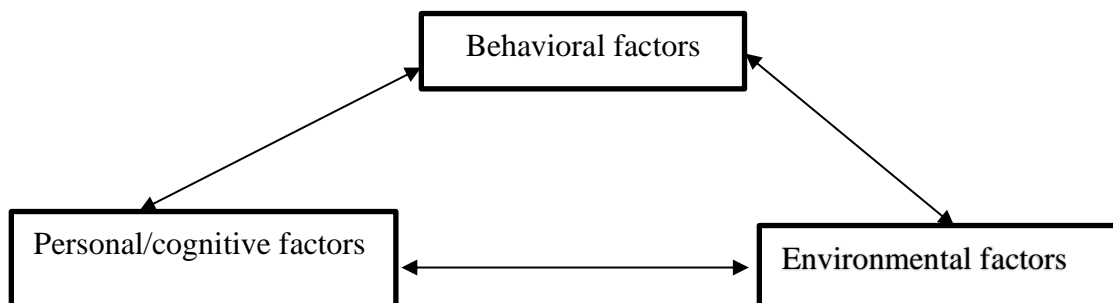 Behavioral factors
Personal/cognitive factors
Environmental factors